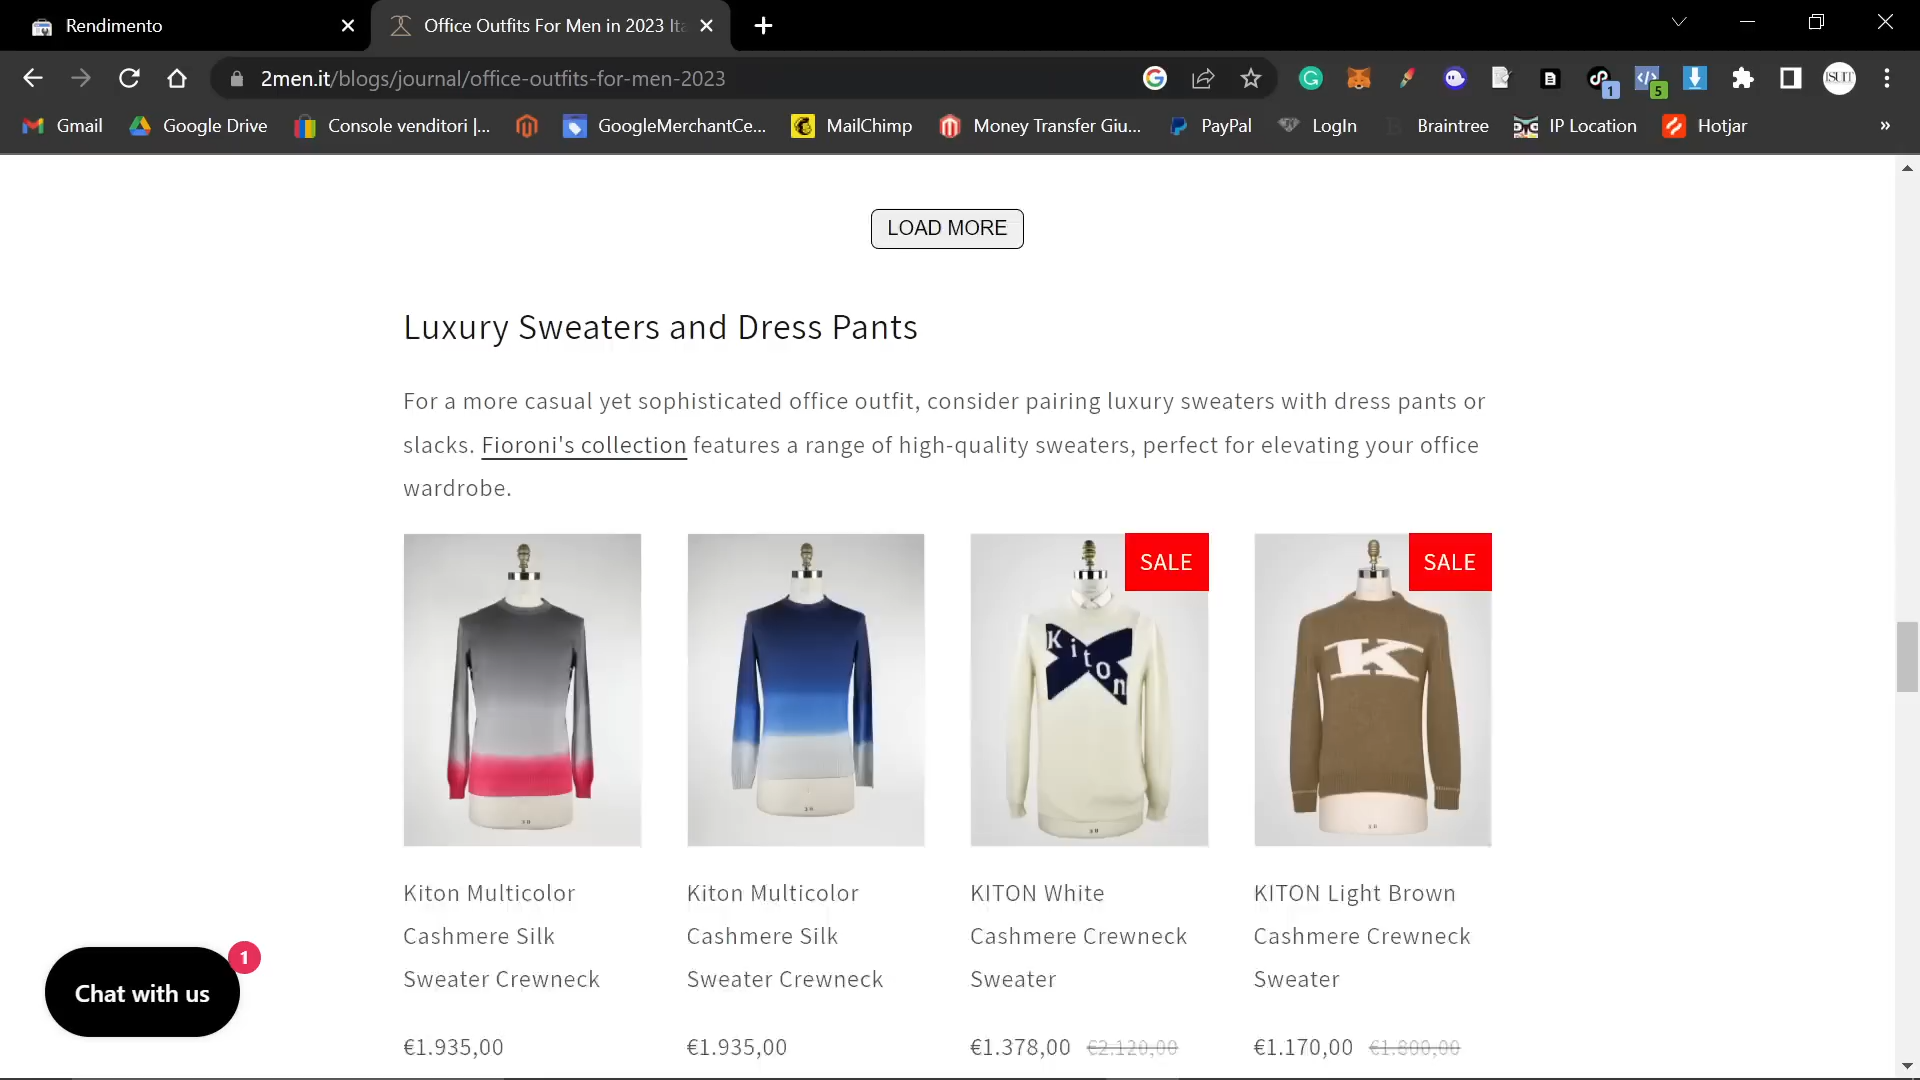 Rendimento
Office Outfits For Men in 2023 Ita
2men.it/blogs/journal/office-outfits-for-men-2023
1
5
ISUIT
Gmail
Google Drive
Console venditori |...
GoogleMerchantCe...
MailChimp
Money Transfer Giu...
PayPal
LogIn
Braintree
IP Location
Hotjar
»
LOAD MORE
Luxury Sweaters and Dress Pants
For a more casual yet sophisticated office outfit, consider pairing luxury sweaters with dress pants or
slacks. Fioroni's collection features a range of high-quality sweaters, perfect for elevating your office
wardrobe.
SALE
SALE
Kiton
K
Kiton Multicolor
Cashmere Silk
Sweater Crewneck
€1.935,00
Kiton Multicolor
Cashmere Silk
Sweater Crewneck
€1.935,00
KITON White
Cashmere Crewneck
Sweater
€1.378,00 €2.120,00
KITON Light Brown
Cashmere Crewneck
Sweater
€1.170,00 €1.800,00
Chat with us
1